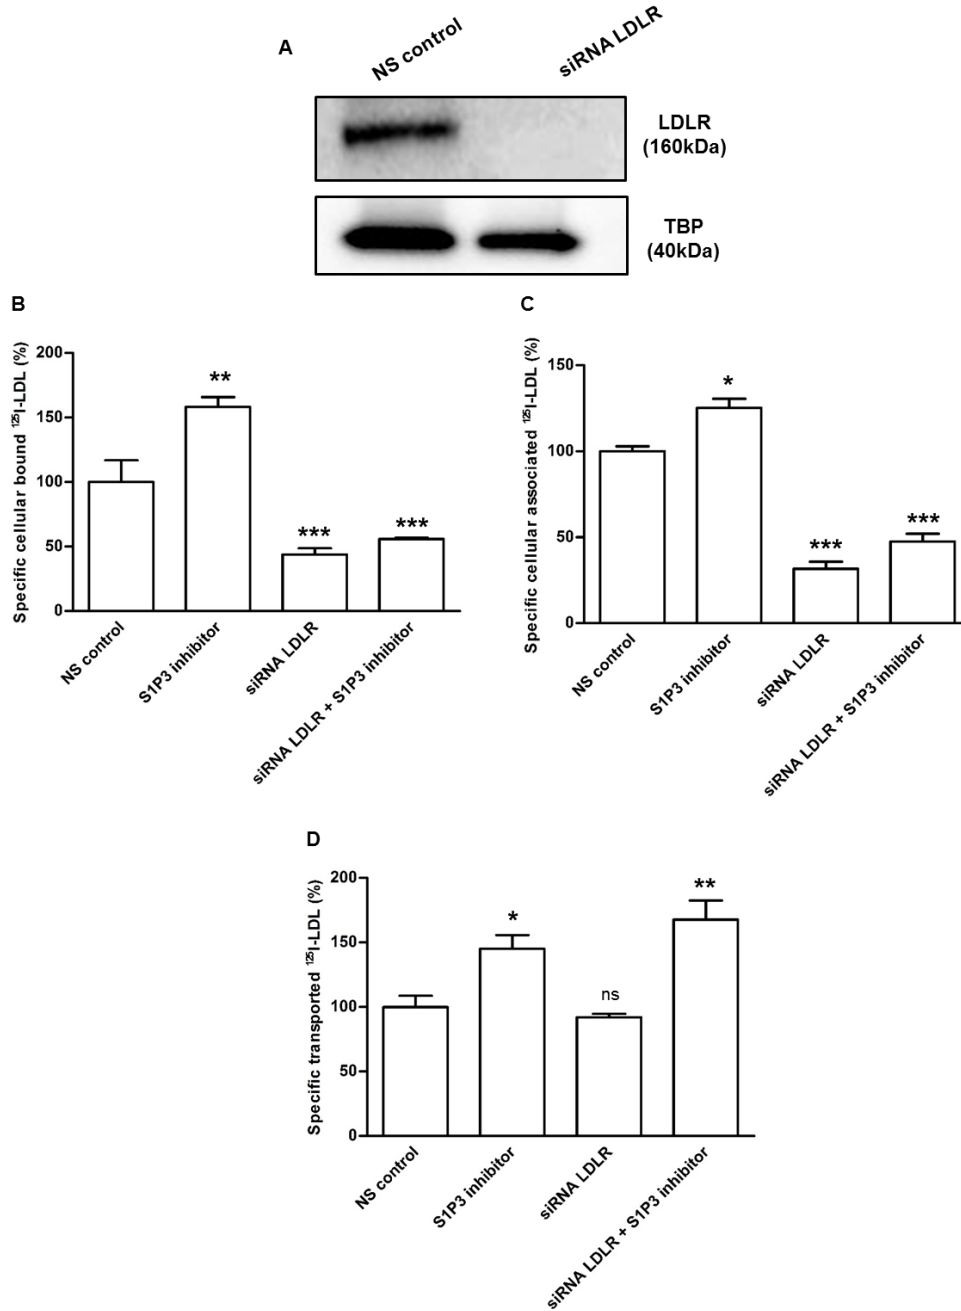 A
NS control
siRNA LDLR
LDLR
(160kDa)
TBP
(40kDa)
B
Specific cellular bound ¹²⁵I-LDL (%)
200
150
100
50
0
**
***
***
NS control
S1P3 inhibitor
siRNA LDLR
siRNA LDLR + S1P3 inhibitor
C
Specific cellular associated ¹²⁵I-LDL (%)
150
100
50
0
*
***
***
NS control
S1P3 inhibitor
siRNA LDLR
siRNA LDLR + S1P3 inhibitor
D
Specific transported ¹²⁵I-LDL (%)
200
150
100
50
0
*
ns
**
NS control
S1P3 inhibitor
siRNA LDLR
siRNA LDLR + S1P3 inhibitor